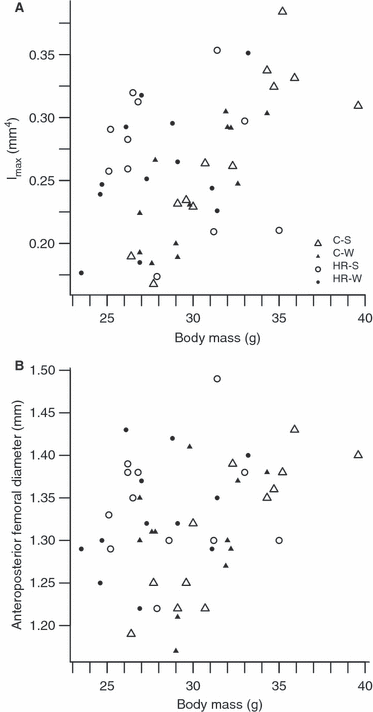 A
0.35
0.30
0.25
0.20
Imax (mm⁴)
C-S
C-W
HR-S
HR-W
25 30 35 40
Body mass (g)
B
1.50
1.45
1.40
1.35
1.30
1.25
1.20
Anteroposterior femoral diameter (mm)
25 30 35 40
Body mass (g)